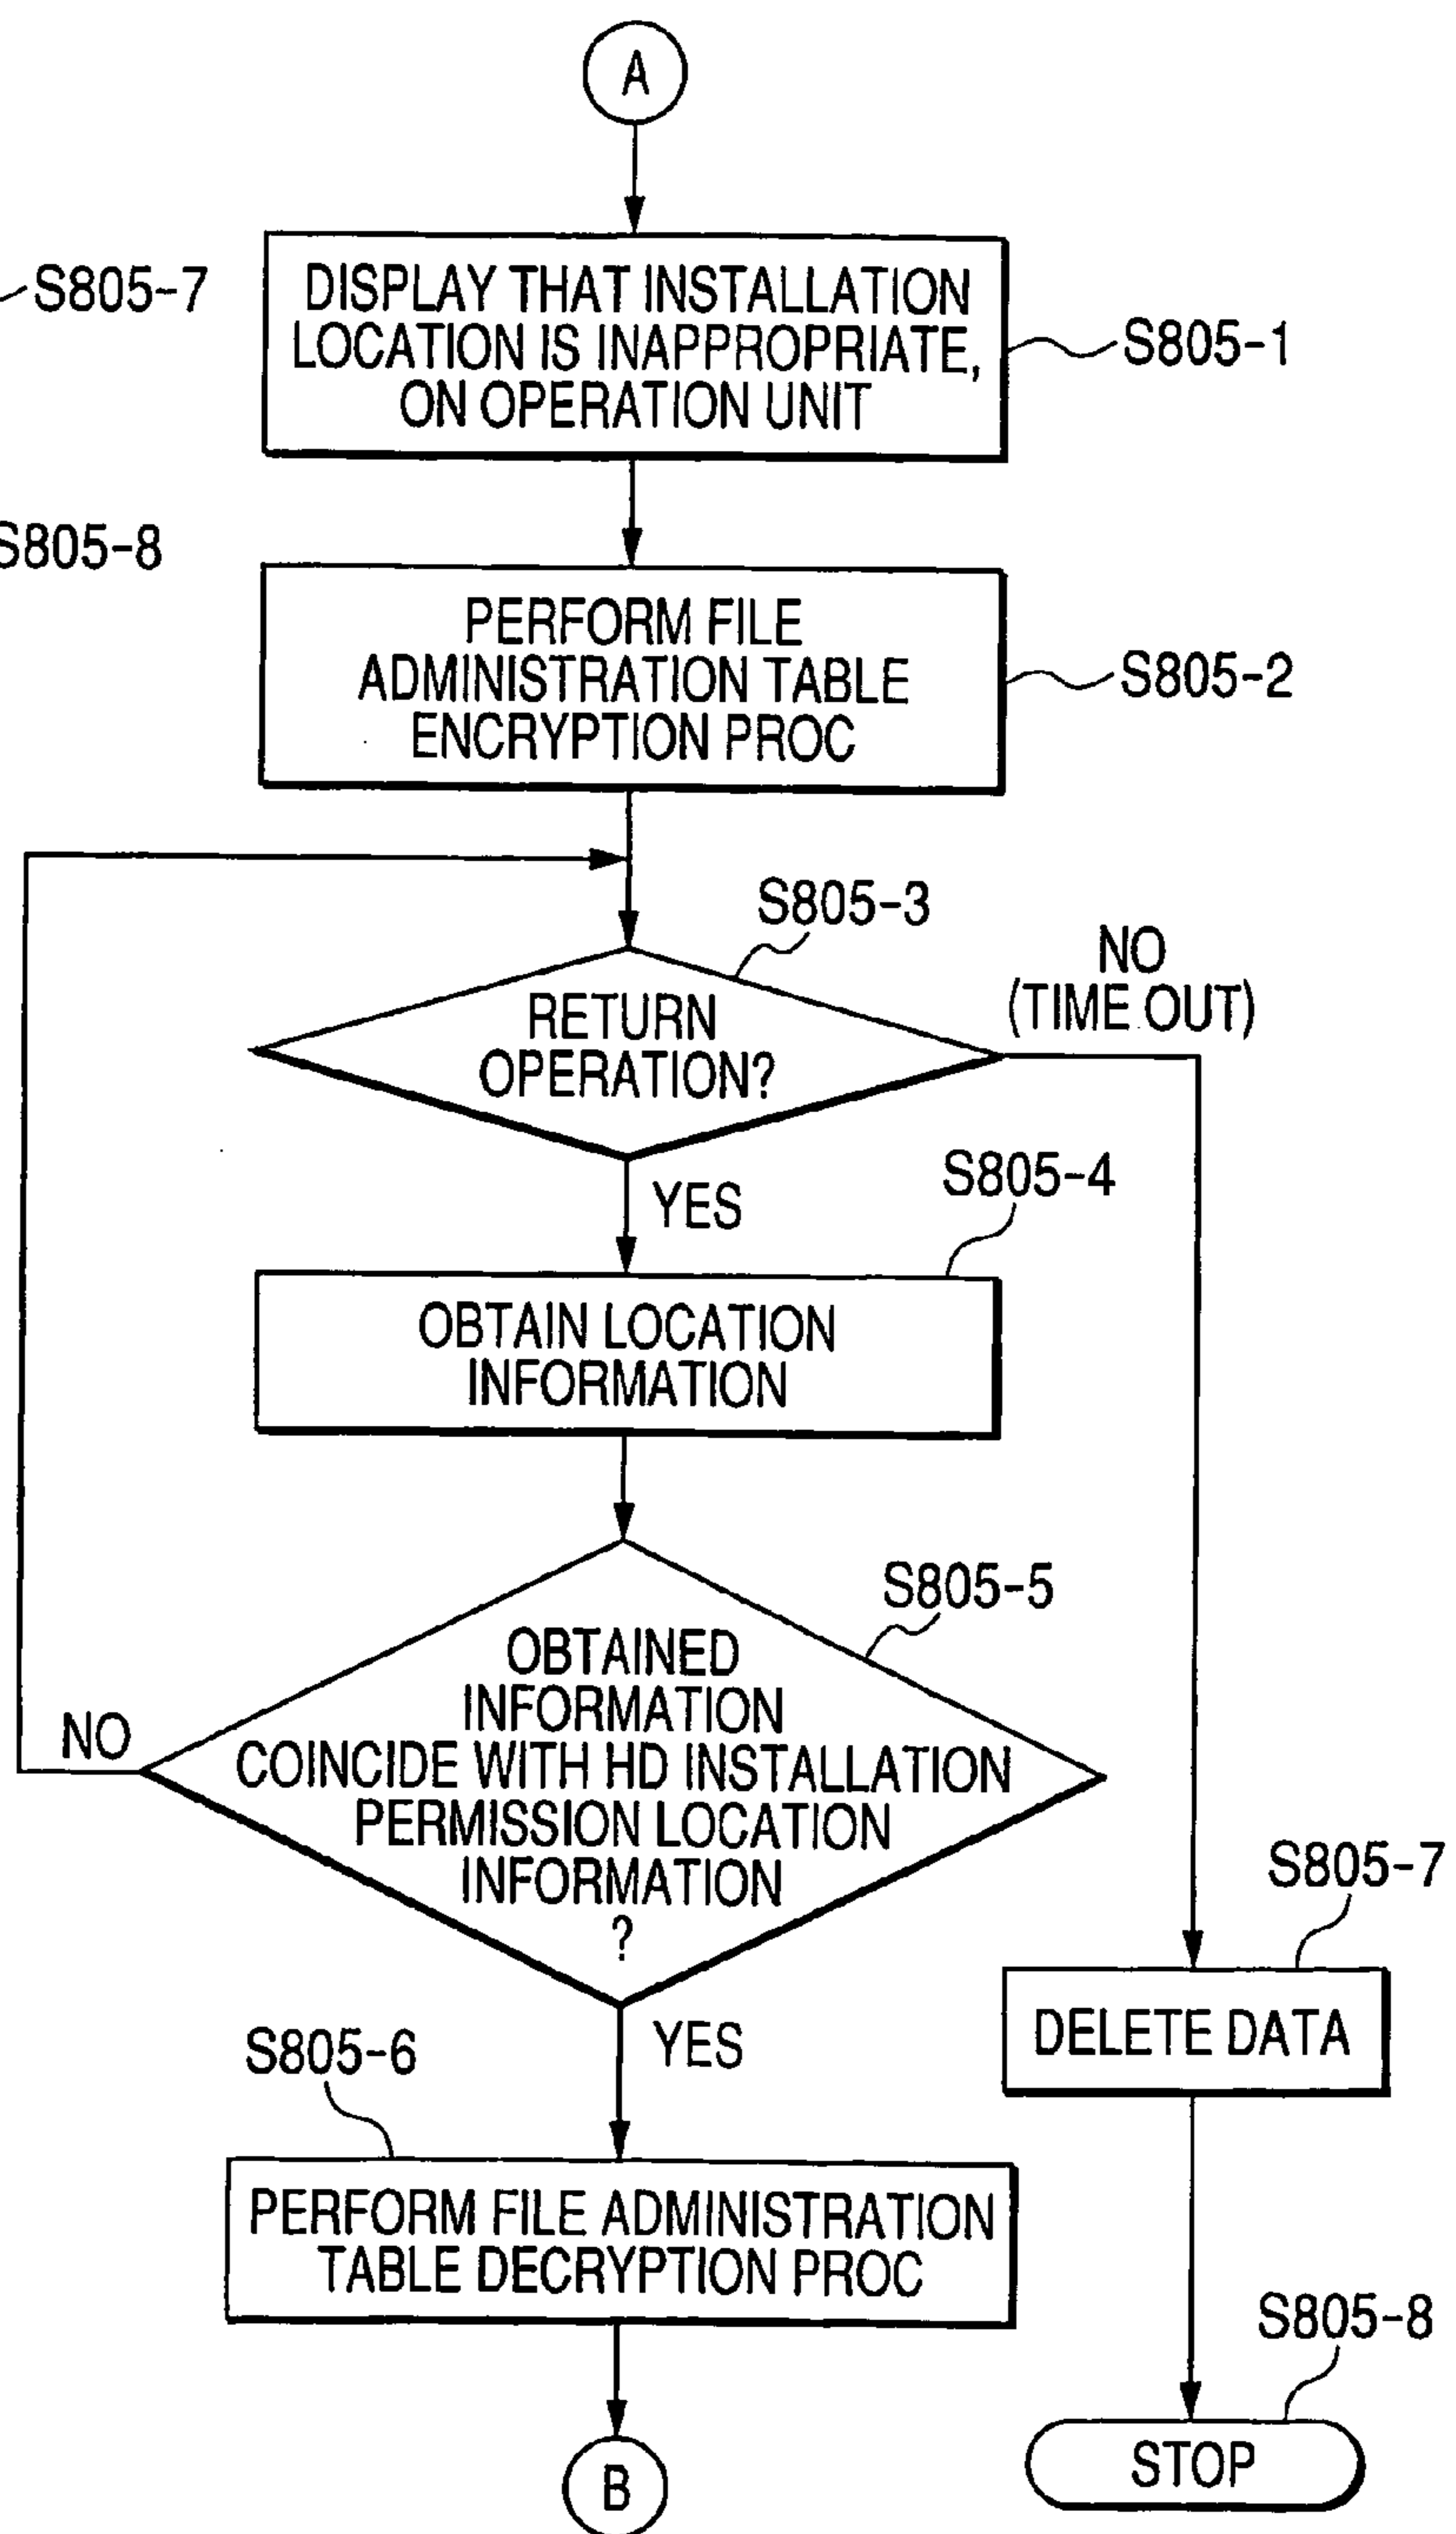 A
S805-7
DISPLAY THAT INSTALLATION
LOCATION IS INAPPROPRIATE,
ON OPERATION UNIT
S805-1
S805-8
PERFORM FILE
ADMINISTRATION TABLE
ENCRYPTION PROC
S805-2
S805-3
NO
(TIME OUT)
RETURN
OPERATION?
YES
S805-4
OBTAIN LOCATION
INFORMATION
S805-5
OBTAINED
INFORMATION
COINCIDE WITH HD INSTALLATION
PERMISSION LOCATION
INFORMATION
?
NO
YES
S805-7
DELETE DATA
S805-6
PERFORM FILE ADMINISTRATION
TABLE DECRYPTION PROC
S805-8
STOP
B